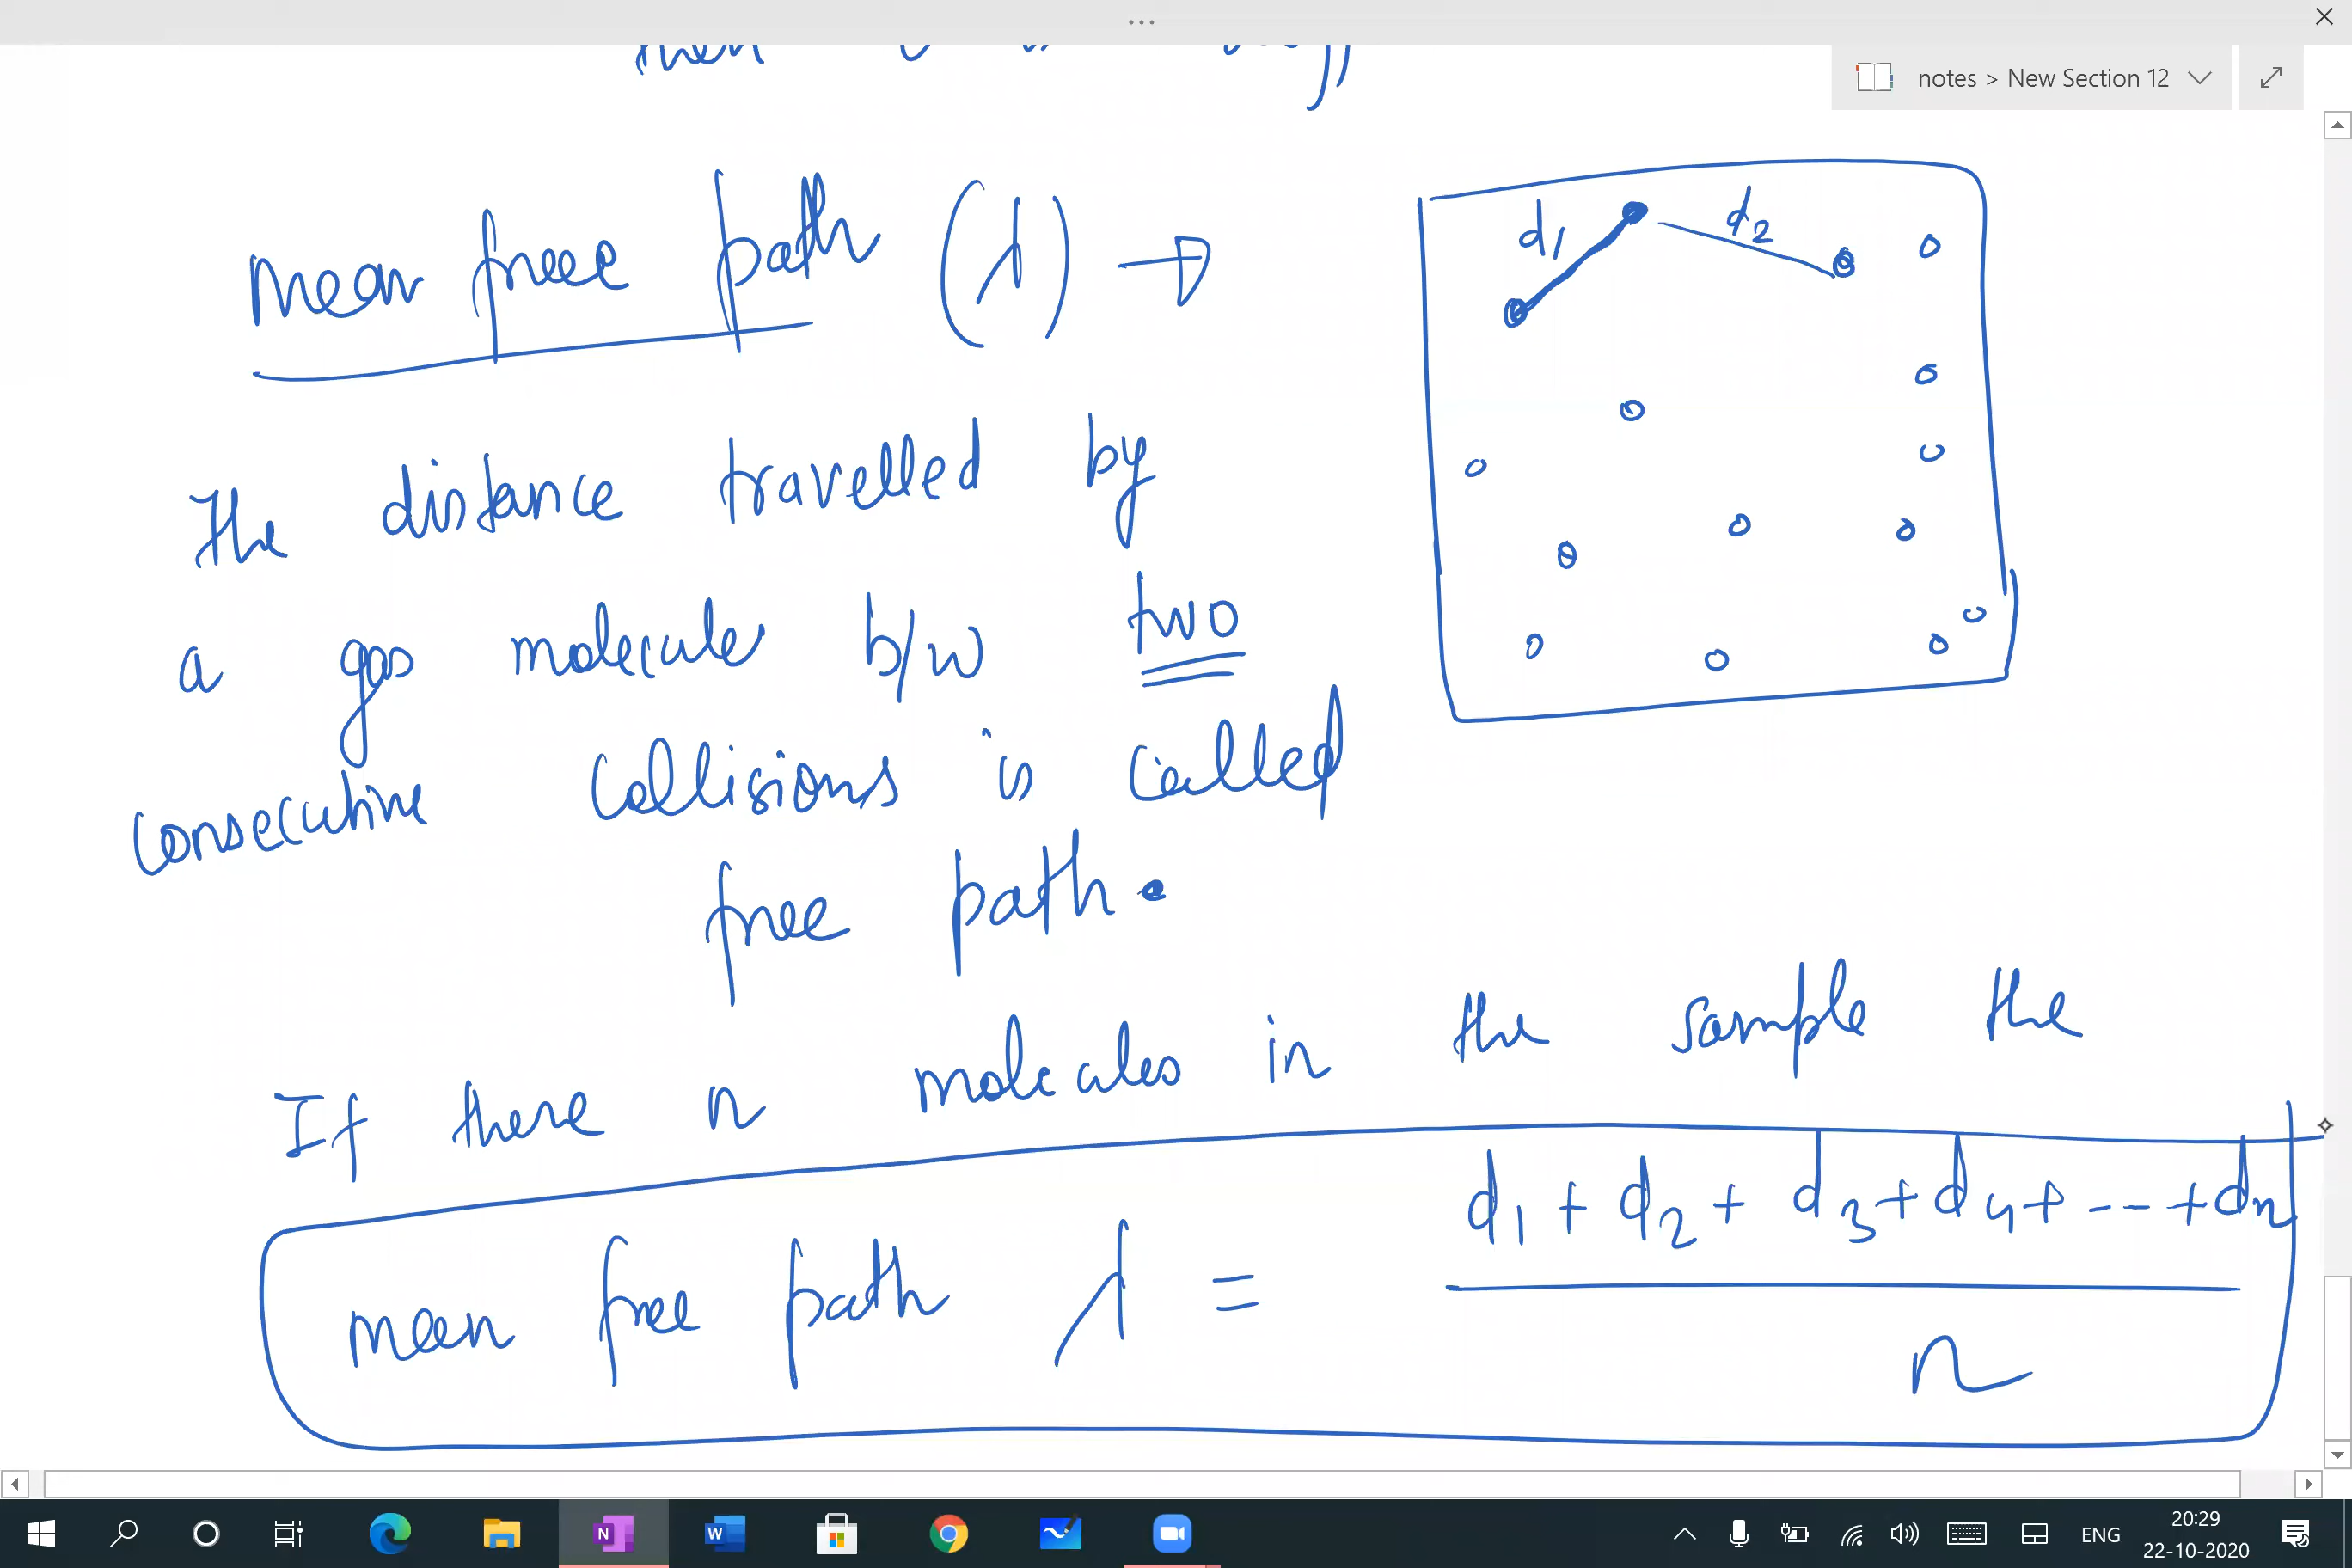 ...
notes > New Section 12
then
mean free path (λ) →
d1 d2
The distance travelled by
a gas molecule b/w two
consecutive collisions is called
free path.
If there n molecules in the sample the
mean free path λ = d1 + d2 + d3 + d4 + --- + dn
n
N
W
ENG
20:29
22-10-2020